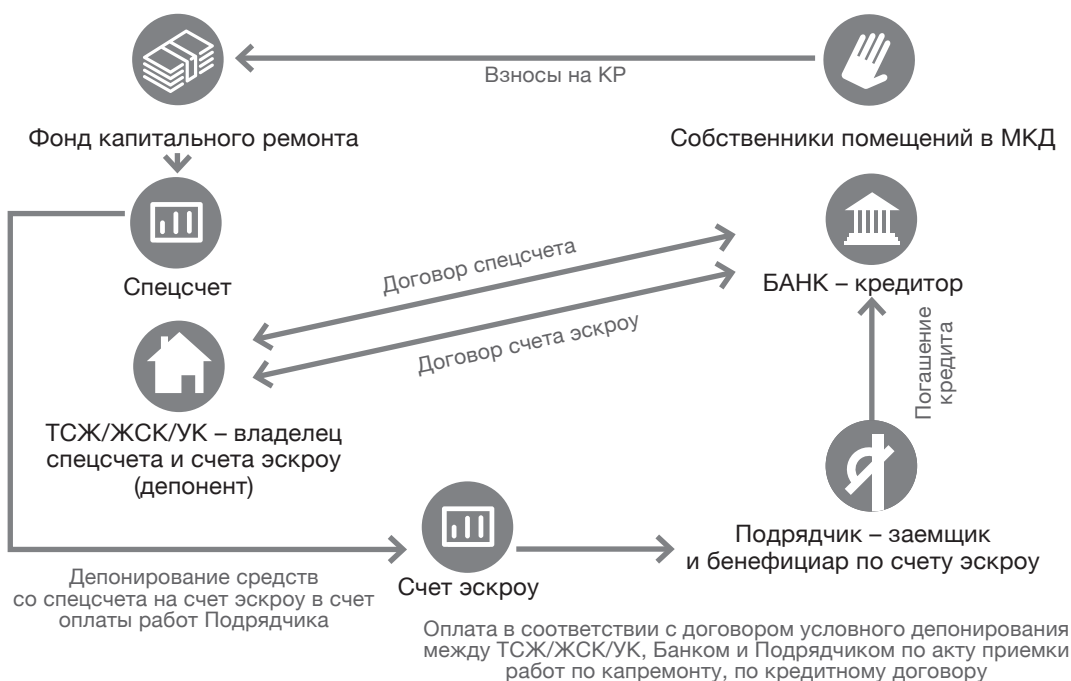 Взносы на КР
Фонд капитального ремонта
Собственники помещений в МКД
Спецсчет
Договор спецсчета
БАНК – кредитор
Договор счета эскроу
Погашение
кредита
ТСЖ/ЖСК/УК – владелец
спецсчета и счета эскроу
(депонент)
Подрядчик – заемщик
и бенефициар по счету эскроу
Счет эскроу
Депонирование средств
со спецсчета на счет эскроу в счет
оплаты работ Подрядчика
Оплата в соответствии с договором условного депонирования
между ТСЖ/ЖСК/УК, Банком и Подрядчиком по акту приемки
работ по капремонту, по кредитному договору